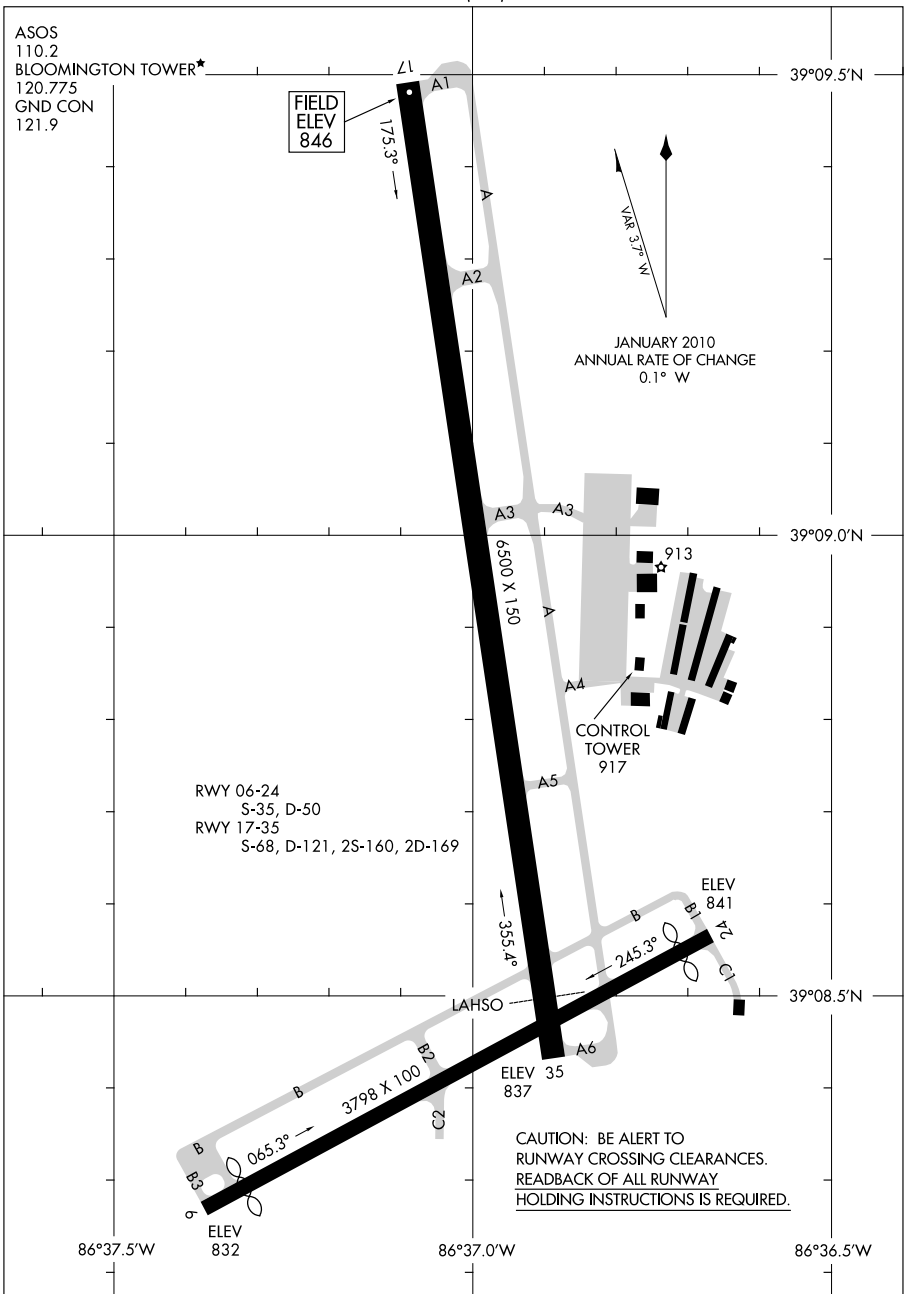 ASOS
110.2
BLOOMINGTON TOWER★
120.775
GND CON
121.9
17
A1
39°09.5'N
FIELD
ELEV
846
175.3°
A
VAR 3.7° W
A2
JANUARY 2010
ANNUAL RATE OF CHANGE
0.1° W
A3
A3
39°09.0'N
6500 X 150
913
A
A4
CONTROL
TOWER
917
A5
RWY 06-24
S-35, D-50
RWY 17-35
S-68, D-121, 2S-160, 2D-169
ELEV
841
B
B1
24
355.4°
245.3°
C1
LAHSO
39°08.5'N
A6
ELEV
837
35
B2
3798 X 100
B
C2
065.3°
B
B3
6
ELEV
832
CAUTION: BE ALERT TO
RUNWAY CROSSING CLEARANCES.
READBACK OF ALL RUNWAY
HOLDING INSTRUCTIONS IS REQUIRED.
86°37.5'W
86°37.0'W
86°36.5'W